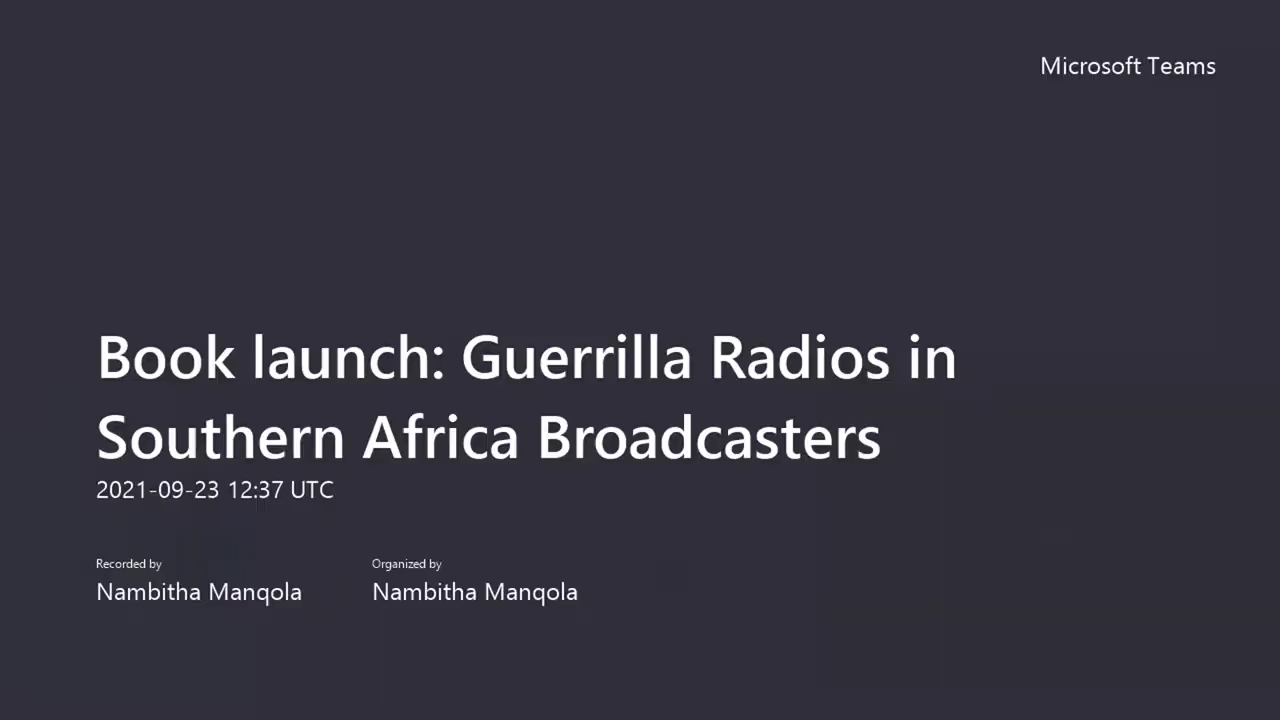 Microsoft Teams
Book launch: Guerrilla Radios in
Southern Africa Broadcasters
2021-09-23 12:37 UTC
Recorded by
Nambitha Manqola
Organized by
Nambitha Manqola